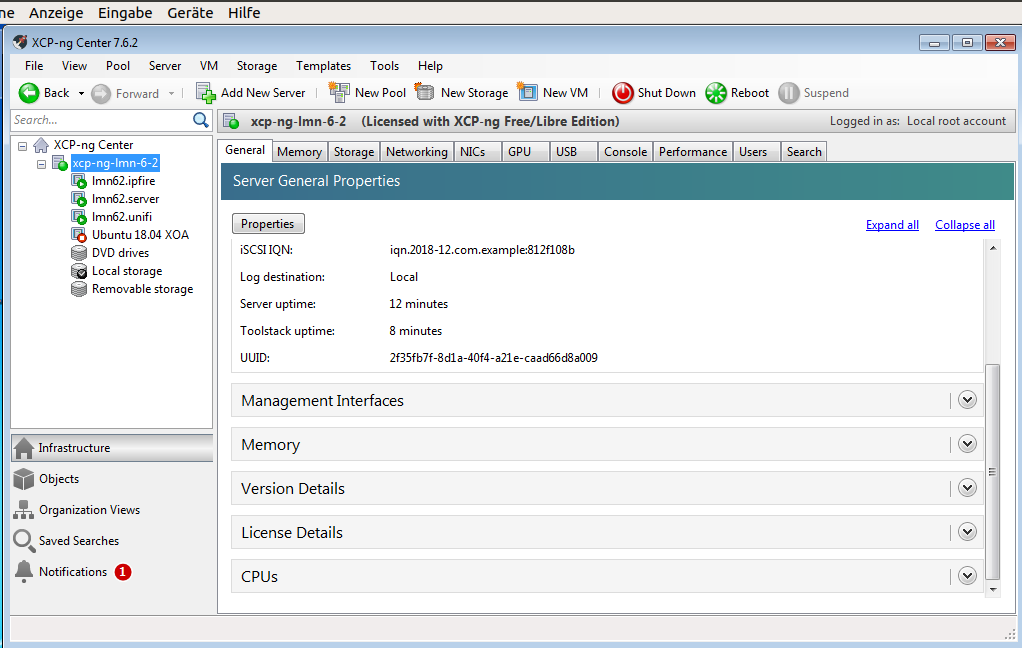 ne Anzeige Eingabe Geräte Hilfe
XCP-ng Center 7.6.2
File View Pool Server VM Storage Templates Tools Help
Back Forward Add New Server New Pool New Storage New VM Shut Down Reboot Suspend
Search...
xcp-ng-lmn-6-2 (Licensed with XCP-ng Free/Libre Edition) Logged in as: Local root account
XCP-ng Center
xcp-ng-lmn-6-2
lmn62.ipfire
lmn62.server
lmn62.unifi
Ubuntu 18.04 XOA
DVD drives
Local storage
Removable storage
Infrastructure
Objects
Organization Views
Saved Searches
Notifications 1
General Memory Storage Networking NICs GPU USB Console Performance Users Search
Server General Properties
Properties Expand all Collapse all
iSCSI IQN: iqn.2018-12.com.example:812f108b
Log destination: Local
Server uptime: 12 minutes
Toolstack uptime: 8 minutes
UUID: 2f35fb7f-8d1a-40f4-a21e-caad66d8a009
Management Interfaces
Memory
Version Details
License Details
CPUs